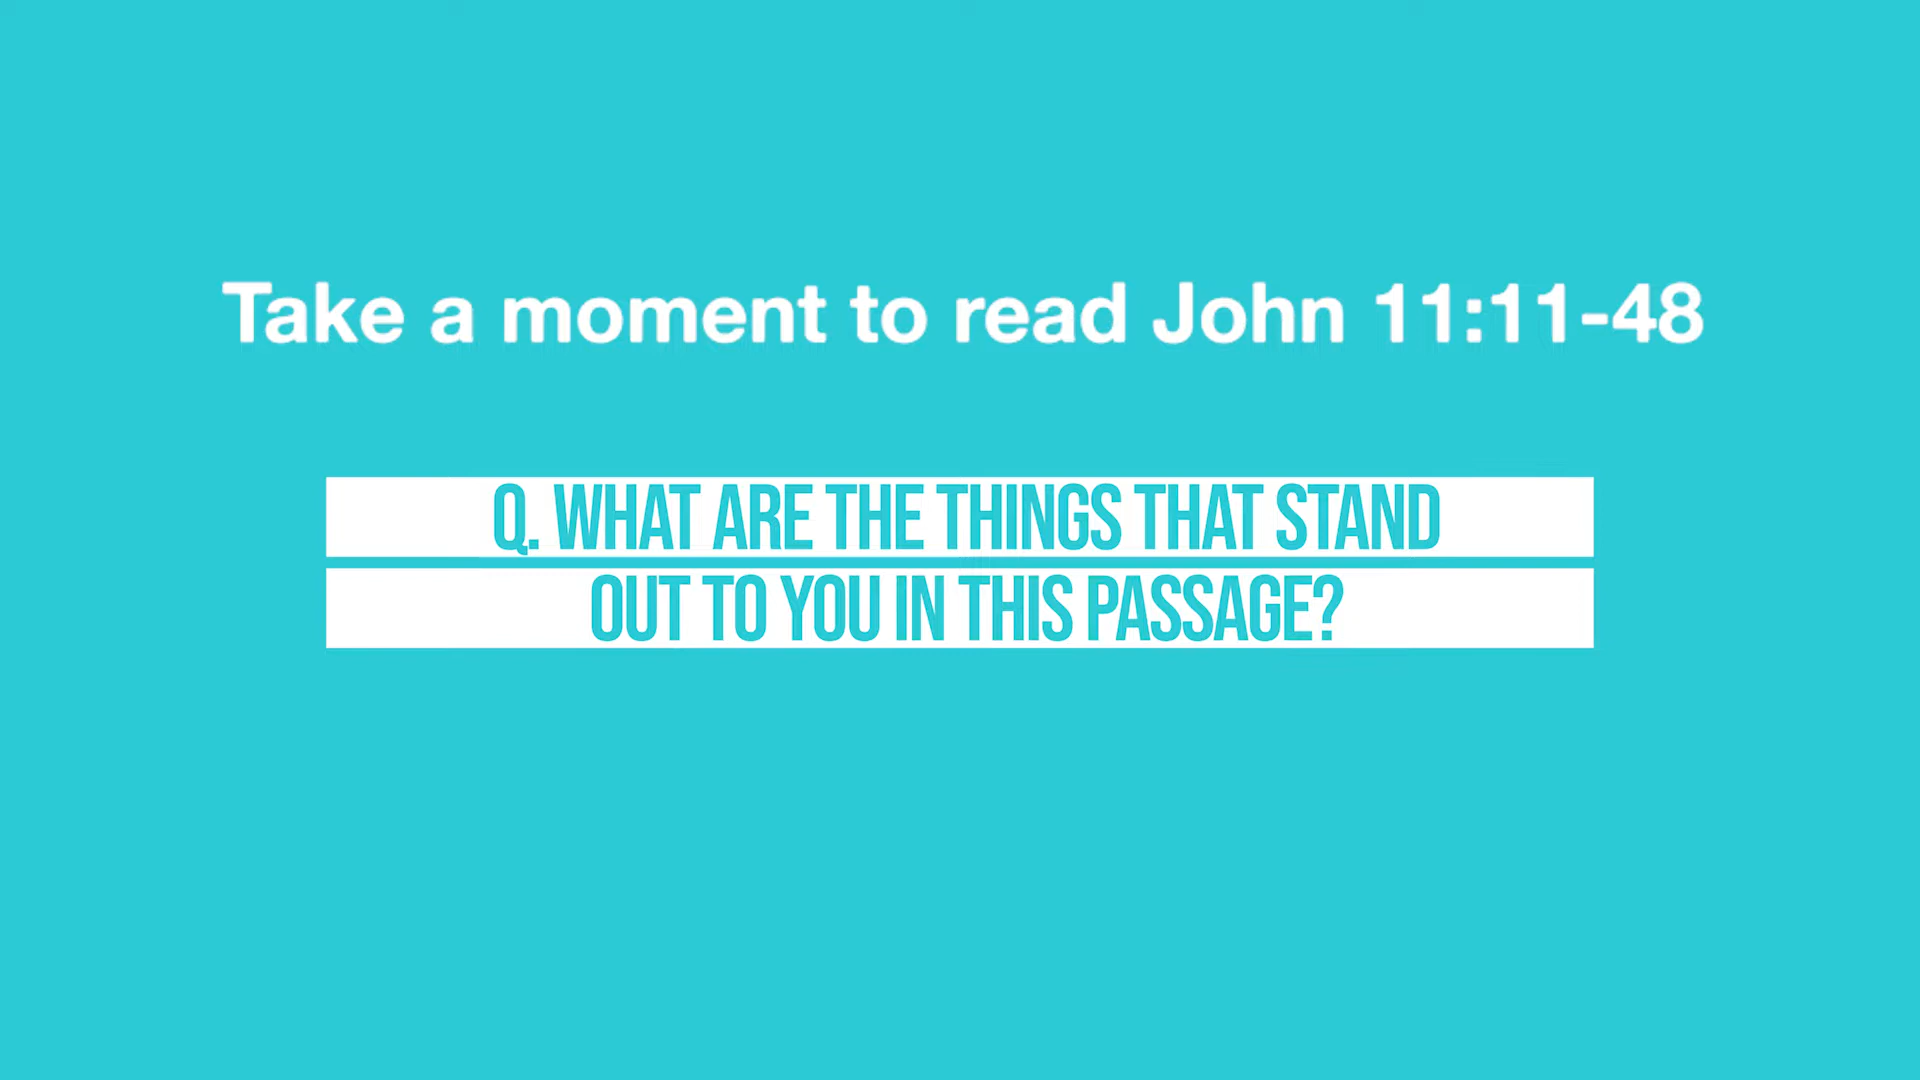 Take a moment to read John 11:11-48
Q. WHAT ARE THE THINGS THAT STAND
OUT TO YOU IN THIS PASSAGE?